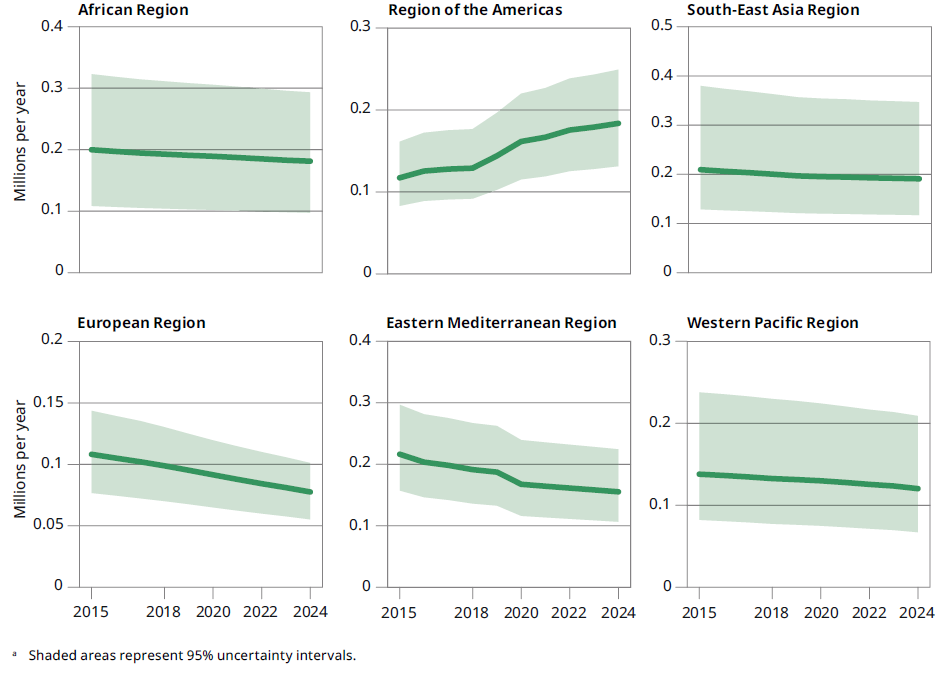 African Region
Region of the Americas
South-East Asia Region
Millions per year
0.4
0.3
0.2
0.1
0
0.3
0.2
0.1
0
0.5
0.4
0.3
0.2
0.1
0
European Region
Eastern Mediterranean Region
Western Pacific Region
Millions per year
0.2
0.15
0.1
0.05
0
0.4
0.3
0.2
0.1
0
0.3
0.2
0.1
0
2015 2018 2020 2022 2024
2015 2018 2020 2022 2024
2015 2018 2020 2022 2024
a Shaded areas represent 95% uncertainty intervals.